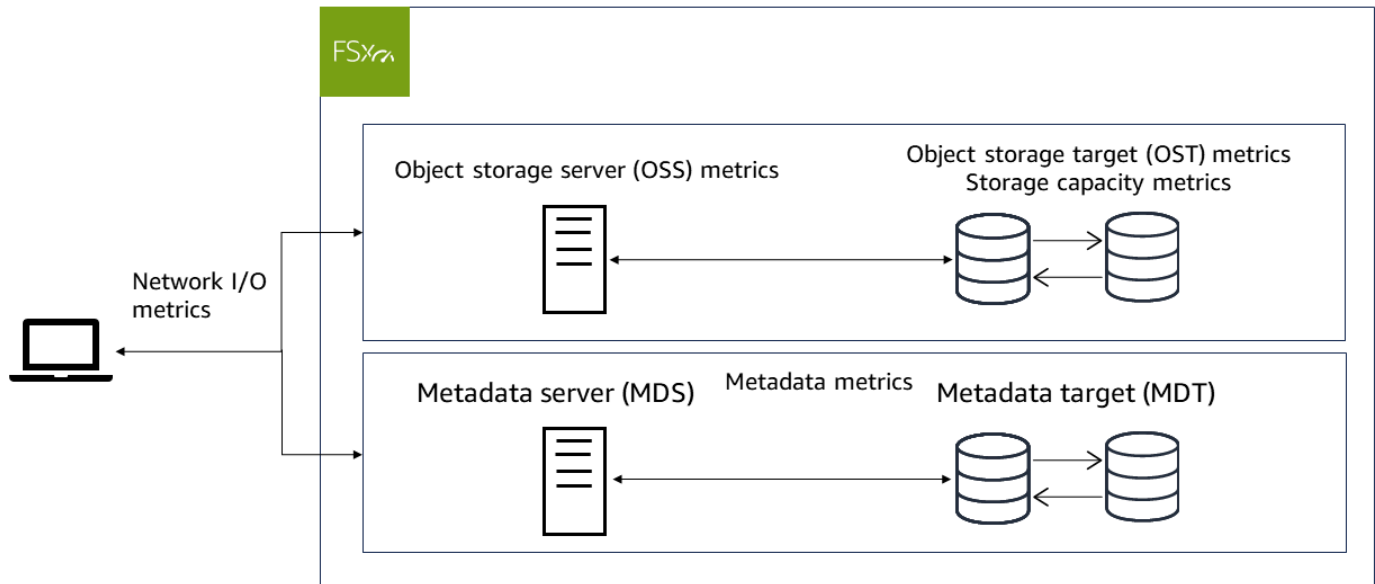 FSx
Object storage server (OSS) metrics
Object storage target (OST) metrics
Storage capacity metrics
Network I/O
metrics
Metadata server (MDS)
Metadata metrics
Metadata target (MDT)